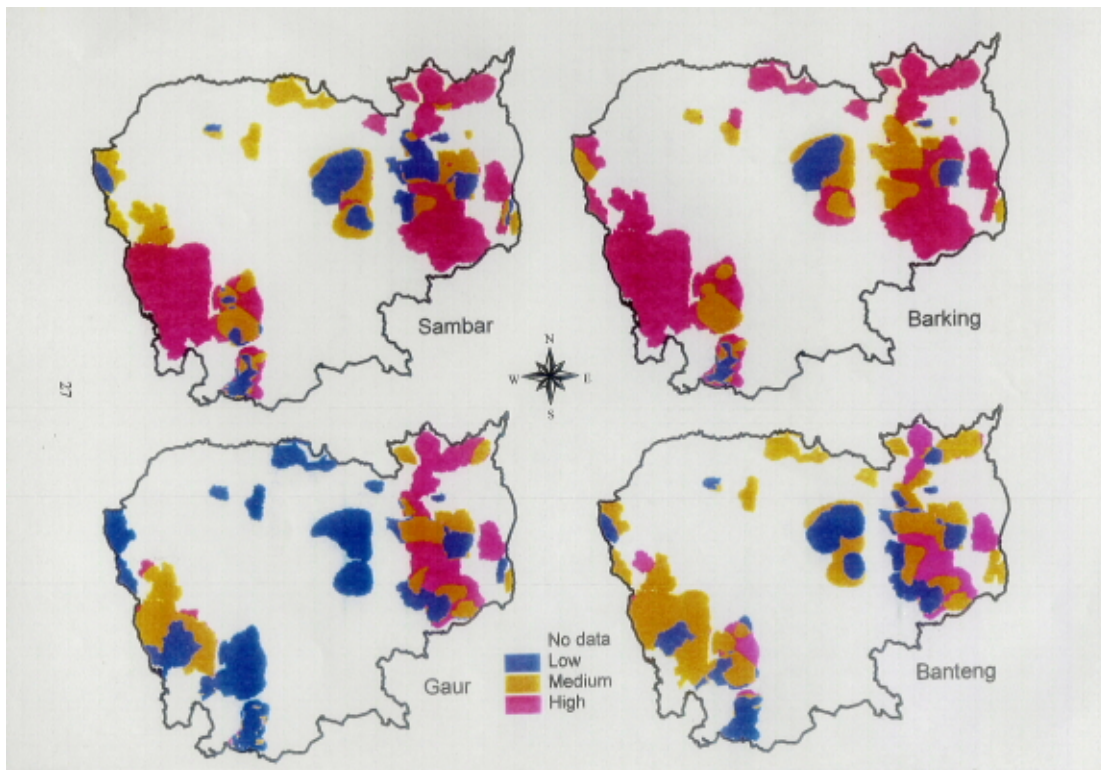 Sambar
Barking
N
W E
S
27
Gaur
Banteng
No data
Low
Medium
High